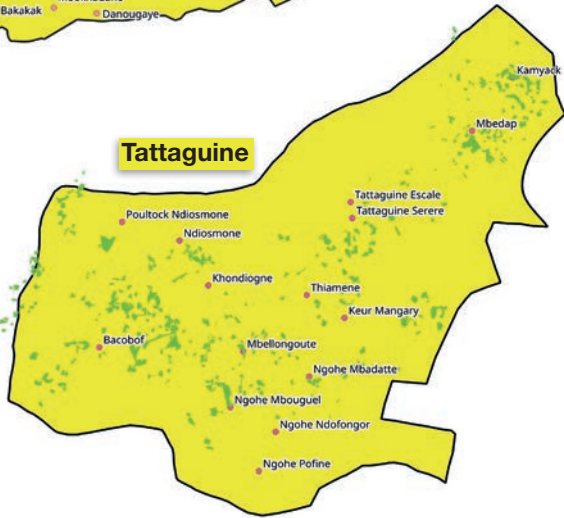 Bakakak
Danougaye
Kamyack
Mbedap
Tattaguine
Tattaguine Escale
Tattaguine Serere
Poultock Ndiosmone
Ndiosmone
Khondiogne
Thiamene
Keur Mangary
Bacobof
Mbellongoute
Ngohe Mbadatte
Ngohe Mbouguel
Ngohe Ndofongor
Ngohe Pofine